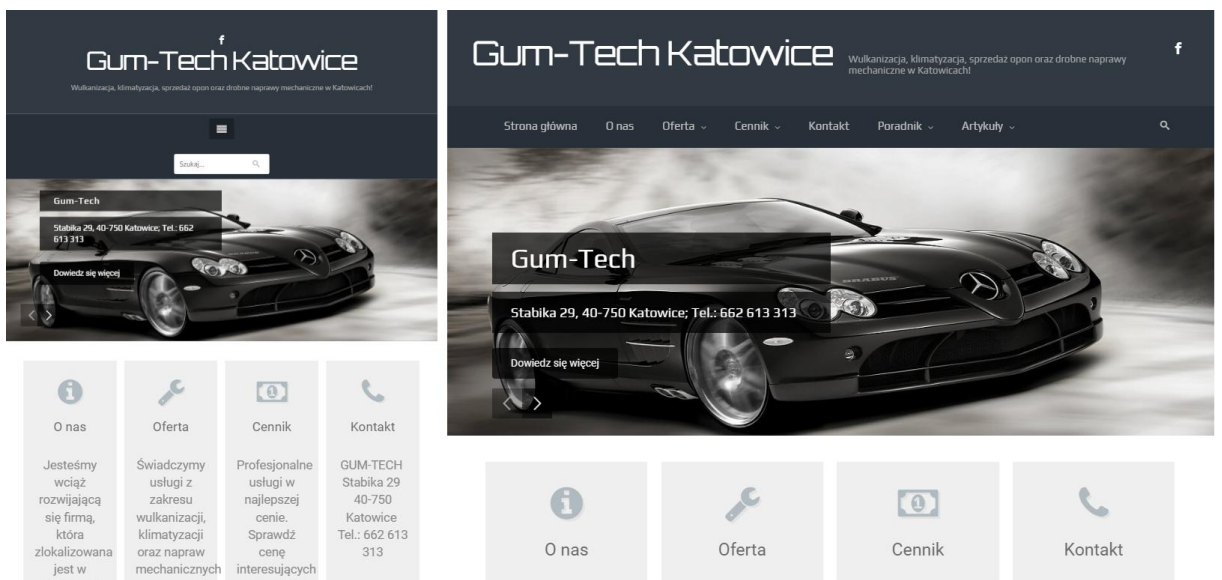 f
Gum-Tech Katowice
Wulkanizacja, klimatyzacja, sprzedaż opon oraz drobne naprawy mechaniczne w Katowicach!
Szukaj...
Gum-Tech
Stabika 29, 40-750 Katowice; Tel.: 662
613 313
Dowiedz się więcej
O nas
Jesteśmy
wciąż
rozwijającą
się firmą,
która
zlokalizowana
jest w
Oferta
Świadczymy
usługi z
zakresu
wulkanizacji,
klimatyzacji
oraz napraw
mechanicznych
Cennik
Profesjonalne
usługi w
najlepszej
cenie.
Sprawdź
cenę
interesujących
Kontakt
GUM-TECH
Stabika 29
40-750
Katowice
Tel.: 662 613
313
Gum-Tech Katowice
Wulkanizacja, klimatyzacja, sprzedaż opon oraz drobne naprawy
mechaniczne w Katowicach!
f
Strona główna O nas Oferta Cennik Kontakt Poradnik Artykuły
BRABUS
Gum-Tech
Stabika 29, 40-750 Katowice; Tel.: 662 613 313
Dowiedz się więcej
O nas
Oferta
Cennik
Kontakt